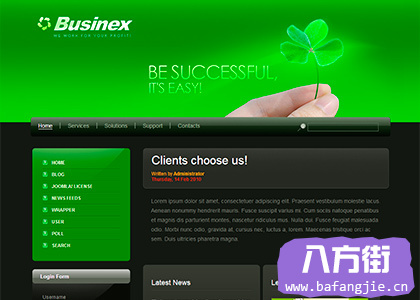 Businex
WE WORK FOR YOUR PROFIT!
BE SUCCESSFUL,
IT'S EASY!
Home | Services | Solutions | Support | Contacts
HOME
BLOG
JOOMLA! LICENSE
NEWS FEEDS
WRAPPER
USER
POLL
SEARCH
Clients choose us!
Written by Administrator
Thursday, 14 Feb 2010
Lorem ipsum dolor sit amet, consectetuer adipiscing elit. Praesent vestibulum molestie lacus.
Aenean nonummy hendrerit mauris. Fusce suscipit varius mi. Cum sociis natoque penatibus
et magnis dis parturient montes, nascetur ridiculus mus. Nulla dui. Fusce feugiat malesuada
odio. Morbi nunc odio, gravida at, cursus nec, luctus a, lorem. Maecenas tristique orci ac
sem. Duis ultricies pharetra magna.
Login Form
Username
Latest News
Le
八方街
www.bafangjie.cn